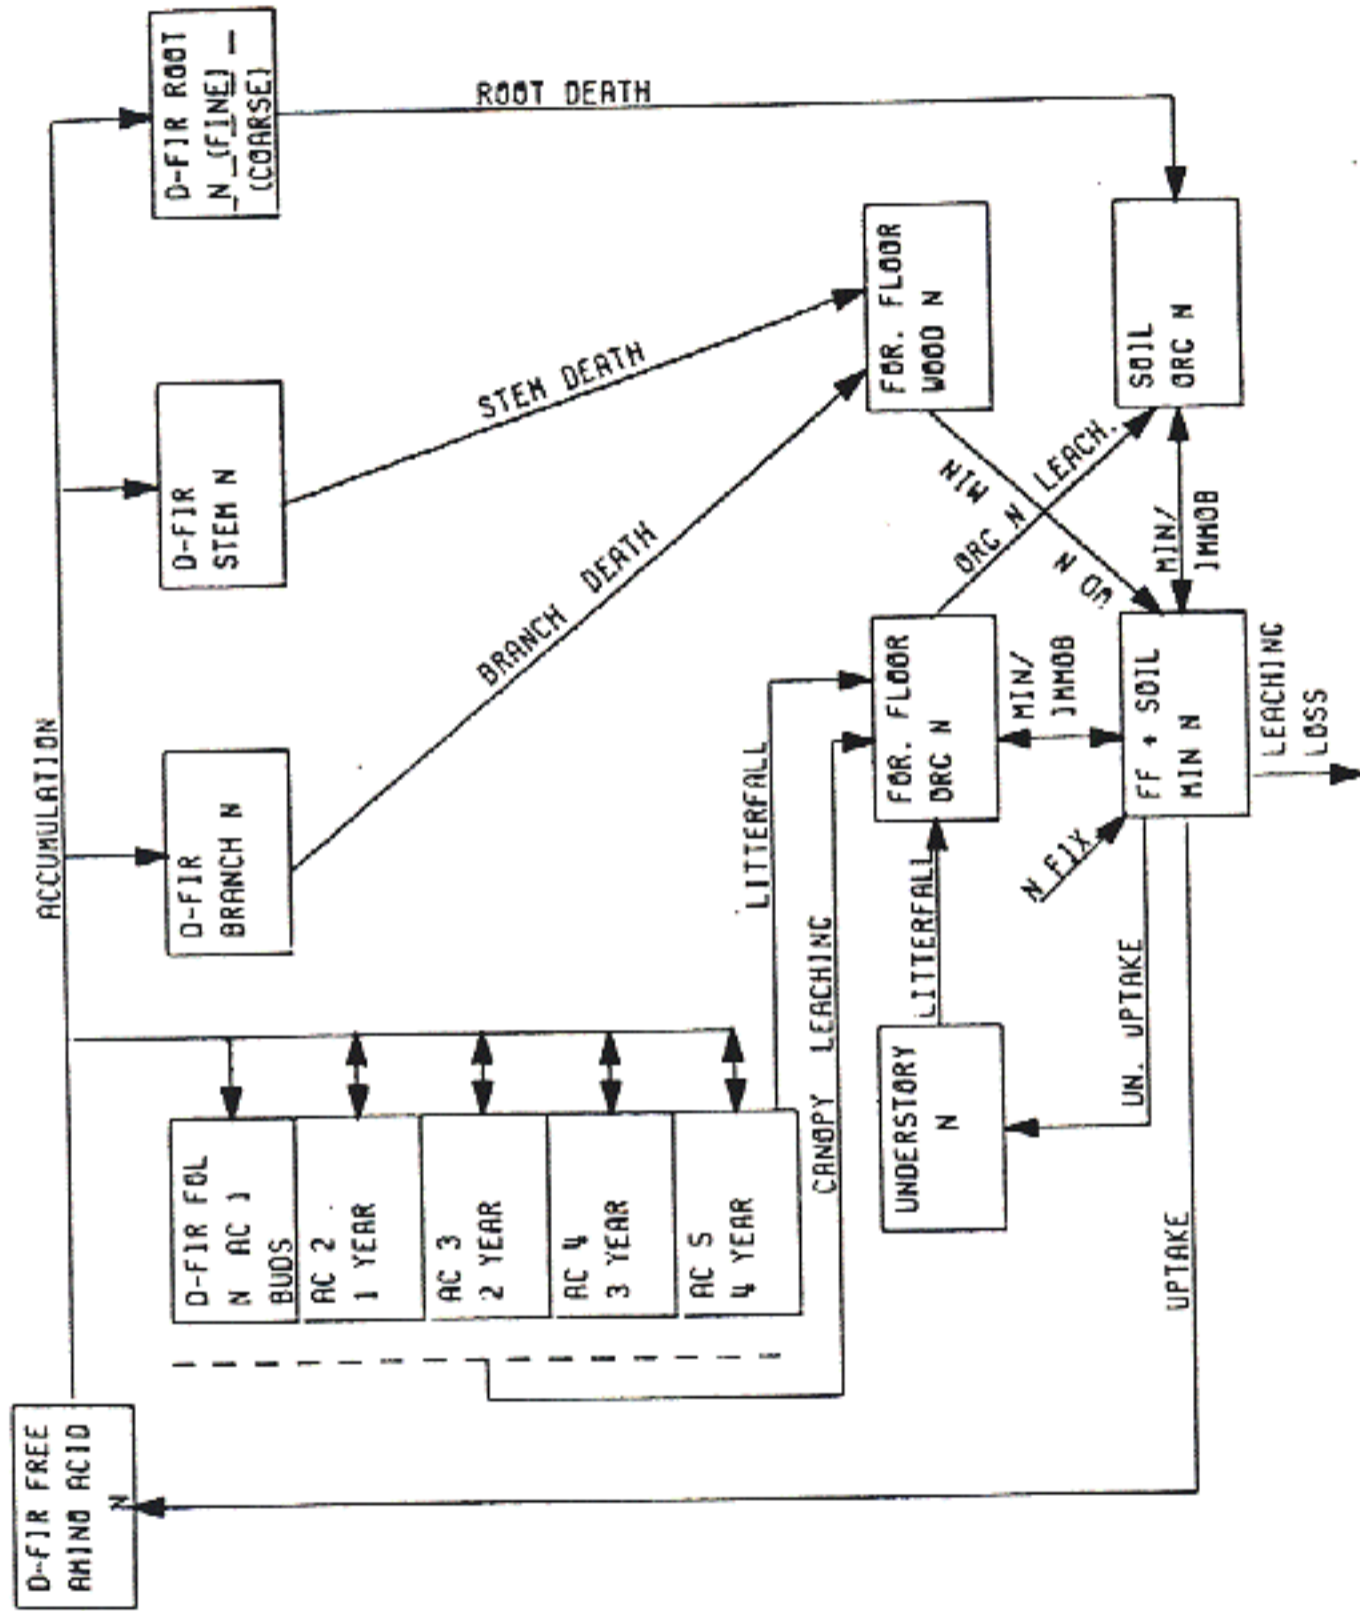 D-FIR FREE
AMINO ACID
N
ACCUMULATION
D-FIR FOL
N AC 1
BUDS
AC 2
1 YEAR
AC 3
2 YEAR
AC 4
3 YEAR
AC 5
4 YEAR
D-FIR
BRANCH N
D-FIR
STEM N
D-FIR ROOT
N (FINE)
(COARSE)
BRANCH DEATH
STEM DEATH
ROOT DEATH
LITTERFALL
CANOPY LEACHING
UNDERSTORY
N
LITTERFALL
FOR. FLOOR
ORG N
FOR. FLOOR
WOOD N
ORG N LEACH.
WD N MIN
MIN/
IMMOB
N FIX
UN. UPTAKE
UPTAKE
FF + SOIL
MIN N
MIN/
IMMOB
SOIL
ORG N
LEACHING
LOSS